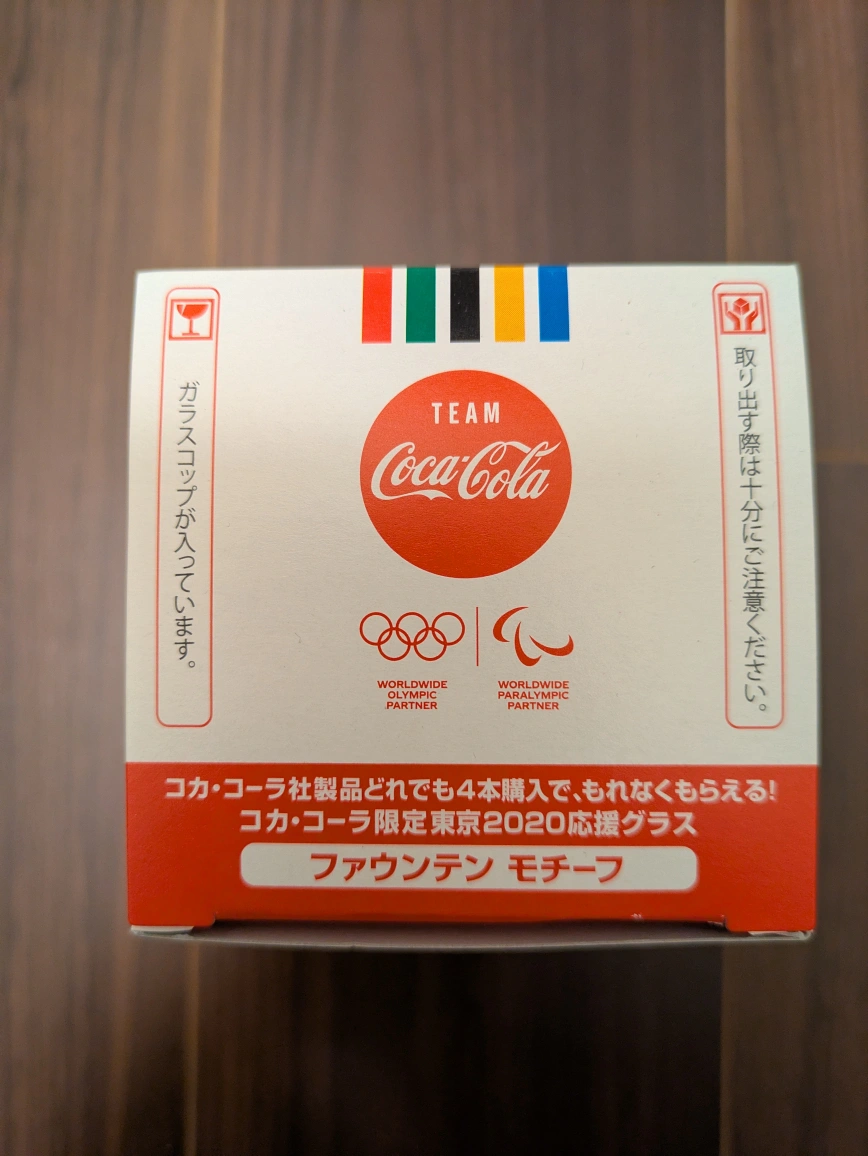 ガラスコップが入っています。
取り出す際は十分にご注意ください。
TEAM
Coca-Cola
WORLDWIDE
OLYMPIC
PARTNER
WORLDWIDE
PARALYMPIC
PARTNER
コカ・コーラ社製品どれでも4本購入で、もれなくもらえる!
コカ・コーラ限定東京2020応援グラス
ファウンテン モチーフ